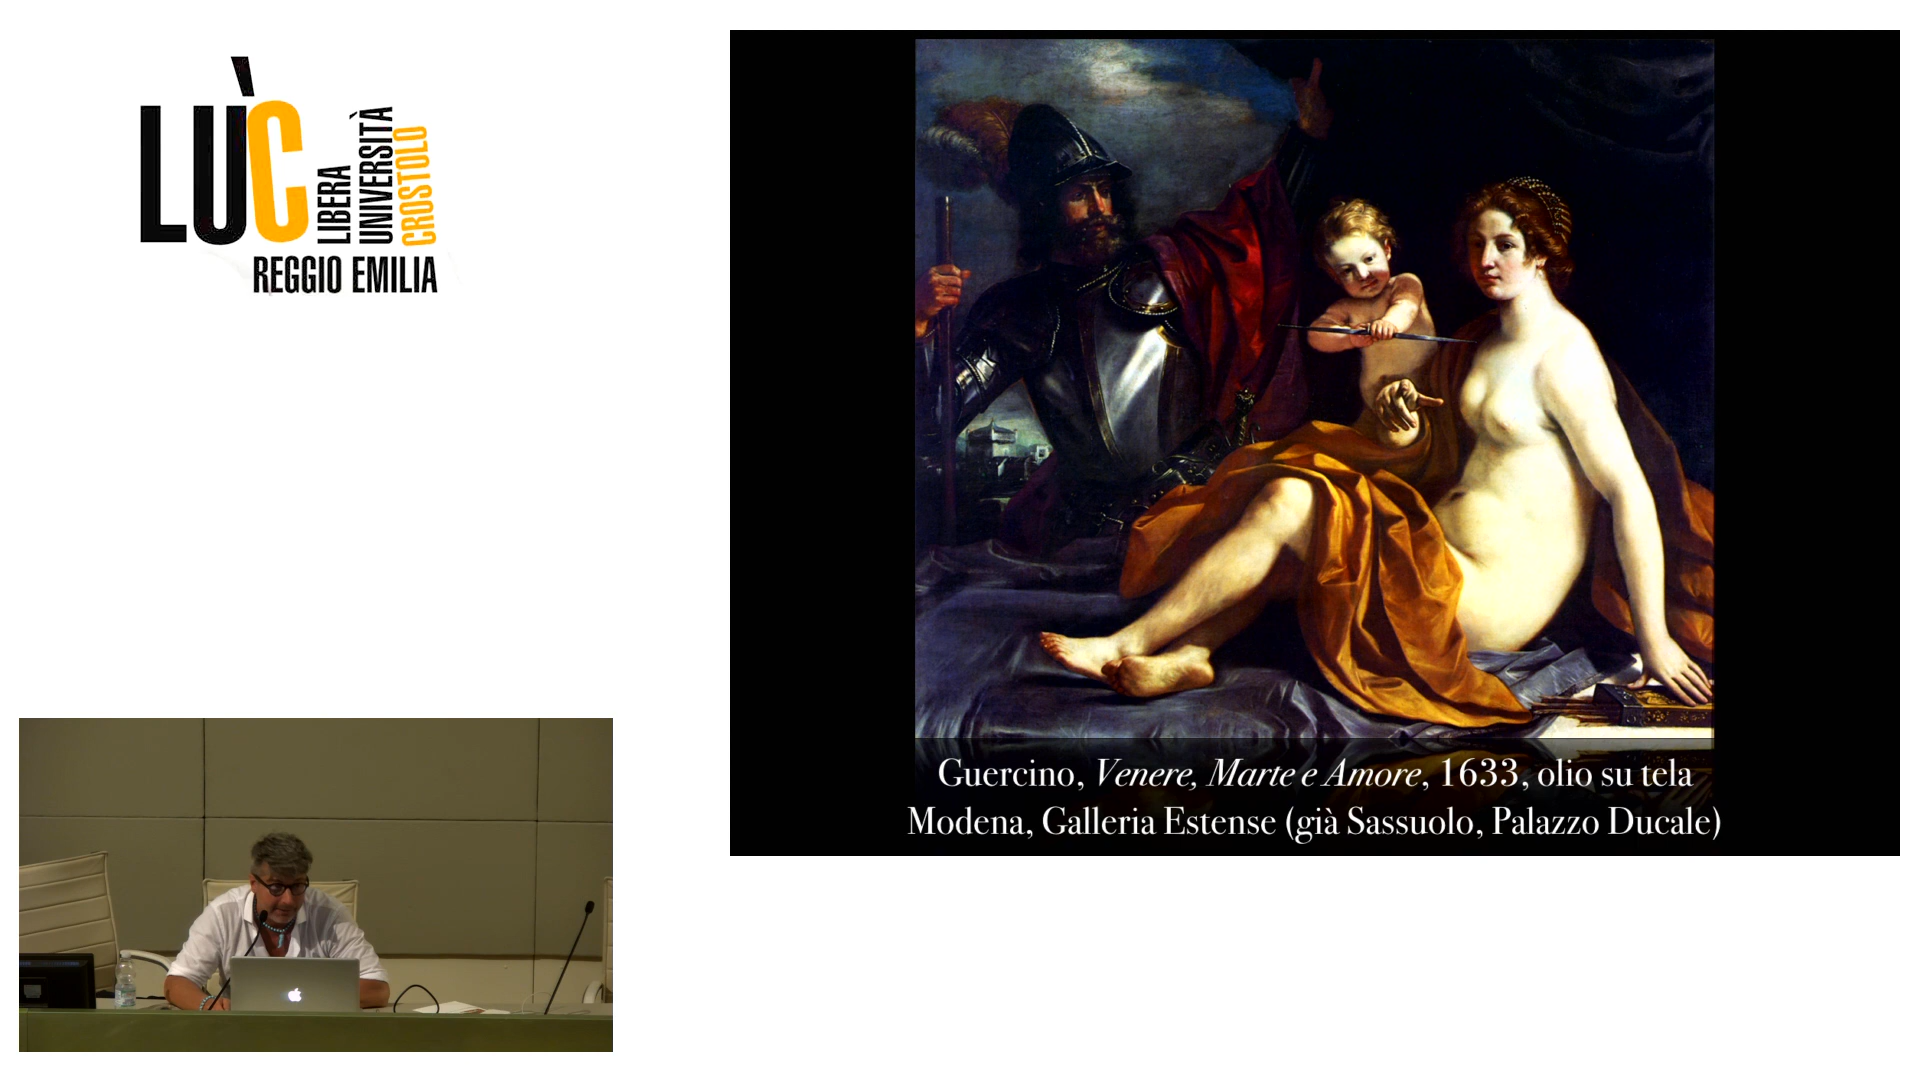 LÙC
LIBERA
UNIVERSITÀ
CROSTOLO
REGGIO EMILIA
Guercino, Venere, Marte e Amore, 1633, olio su tela
Modena, Galleria Estense (già Sassuolo, Palazzo Ducale)